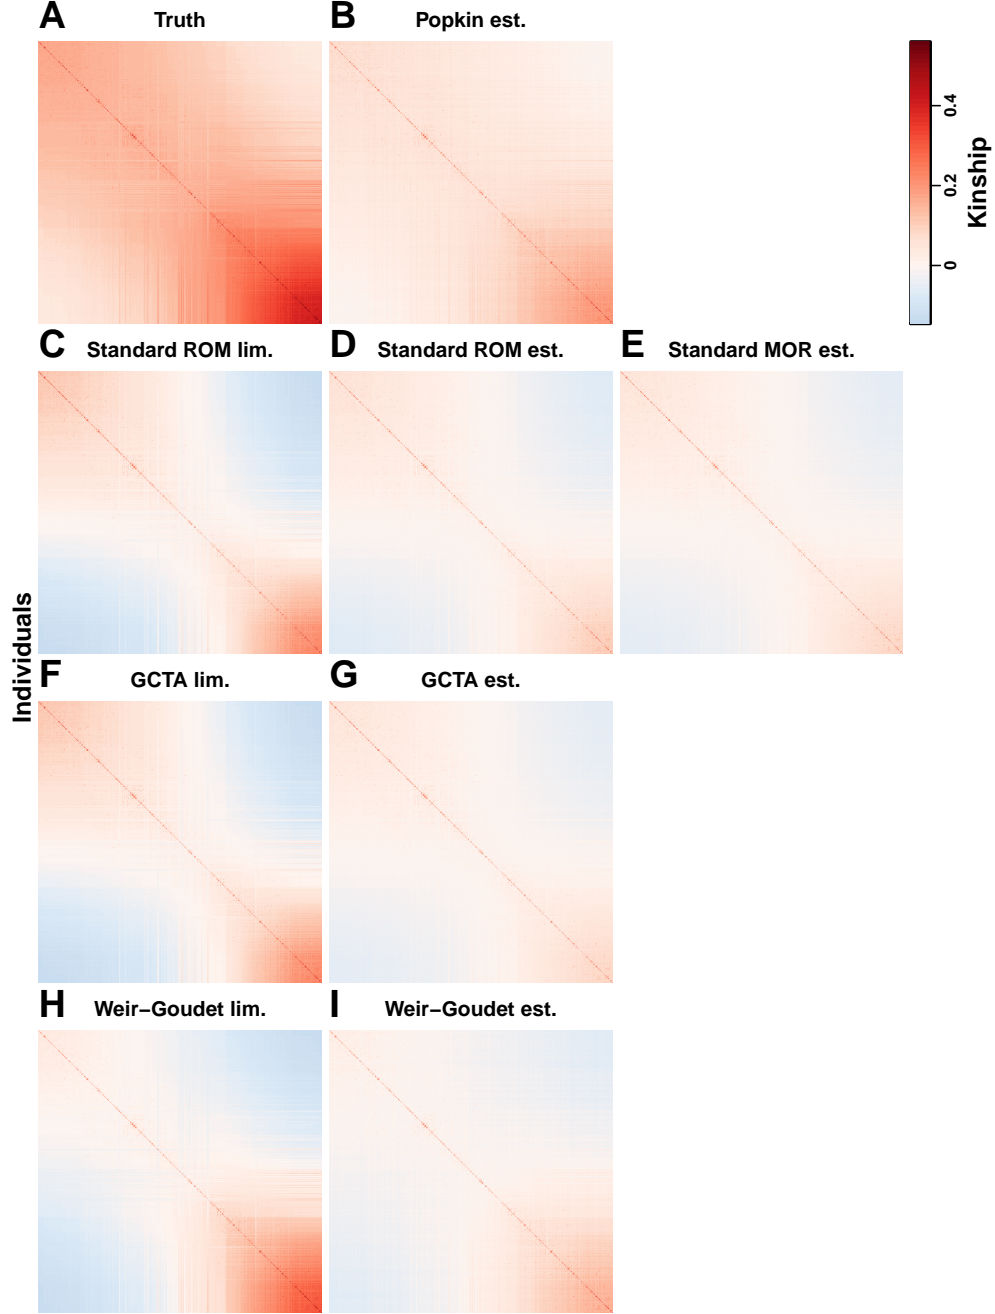 A Truth
B Popkin est.
0.4
0.2
0
Kinship
C Standard ROM lim.
D Standard ROM est.
E Standard MOR est.
Individuals
F GCTA lim.
G GCTA est.
H Weir−Goudet lim.
I Weir−Goudet est.